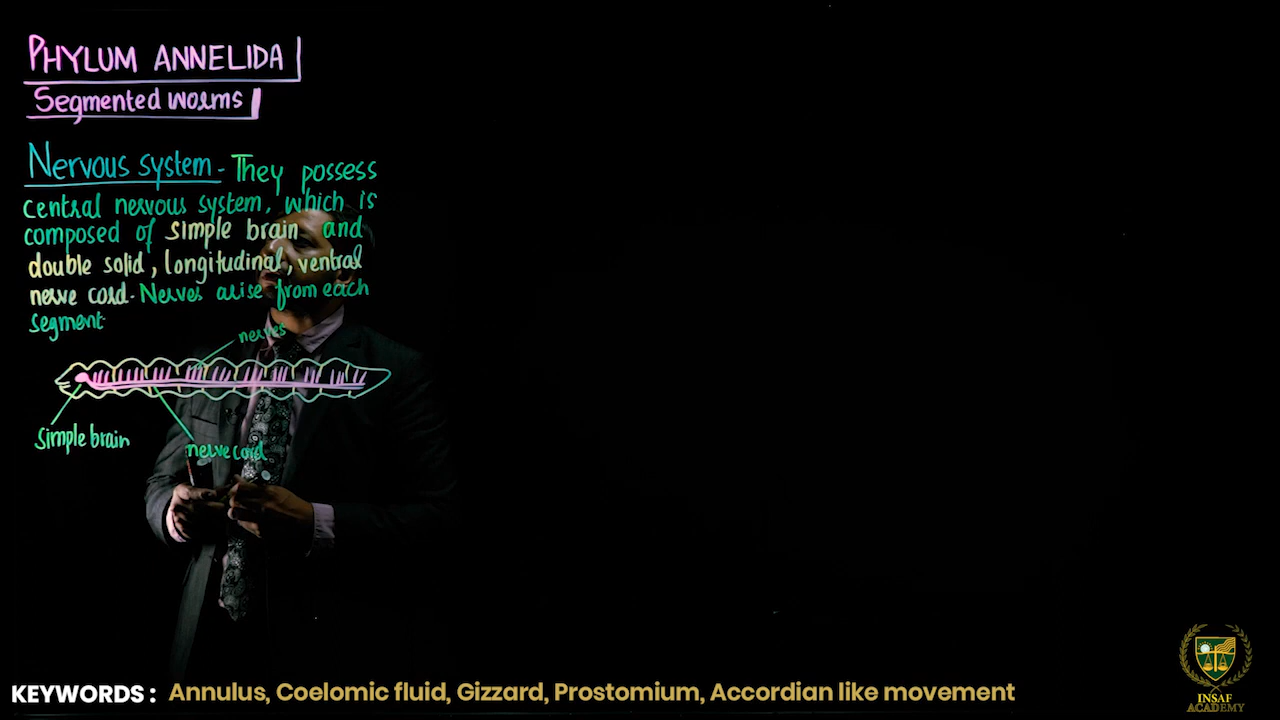 PHYLUM ANNELIDA
Segmented worms
Nervous system - They possess
central nervous system, which is
composed of simple brain and
double solid, longitudinal, ventral
nerve cord. Nerves arise from each
segment
nerves
Simple brain
nerve cord
KEYWORDS : Annulus, Coelomic fluid, Gizzard, Prostomium, Accordian like movement
INSAF
ACADEMY